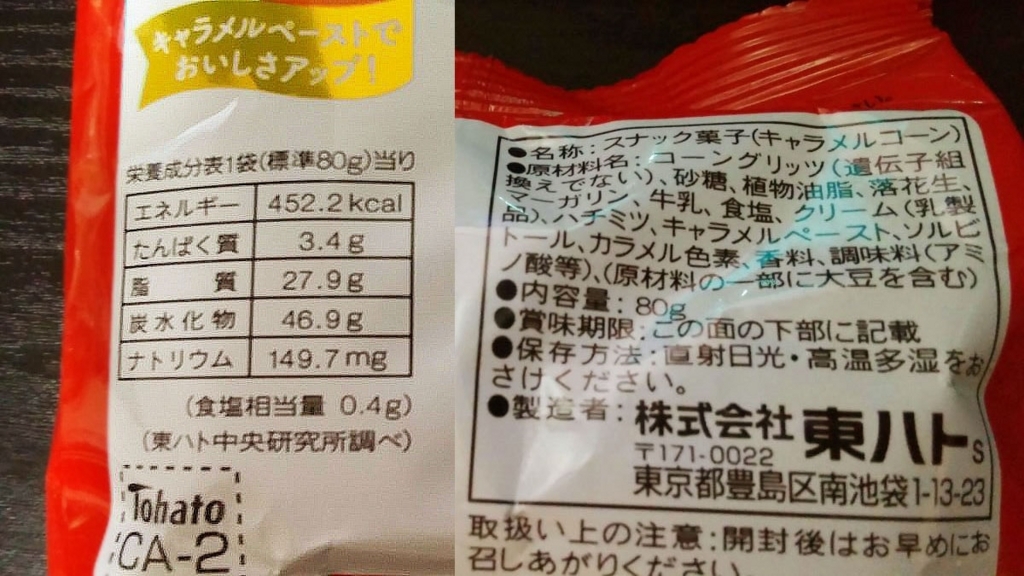 キャラメルペーストで
おいしさアップ!
栄養成分表1袋(標準80g)当り
エネルギー 452.2kcal
たんぱく質 3.4g
脂質 27.9g
炭水化物 46.9g
ナトリウム 149.7mg
(食塩相当量 0.4g)
(東ハト中央研究所調べ)
Tohato
CA-2
●名称:スナック菓子(キャラメルコーン)
●原材料名:コーングリッツ(遺伝子組
換えでない)、砂糖、植物油脂、落花生、
マーガリン、牛乳、食塩、クリーム(乳製
品)、ハチミツ、キャラメルペースト、ソルビ
トール、カラメル色素、香料、調味料(アミ
ノ酸等)、(原材料の一部に大豆を含む)
●内容量:80g
●賞味期限:この面の下部に記載
●保存方法:直射日光・高温多湿をお
さけください。
●製造者:株式会社東ハトS
〒171-0022
東京都豊島区南池袋1-13-23
取扱い上の注意:開封後はお早めにお
召しあがりください。